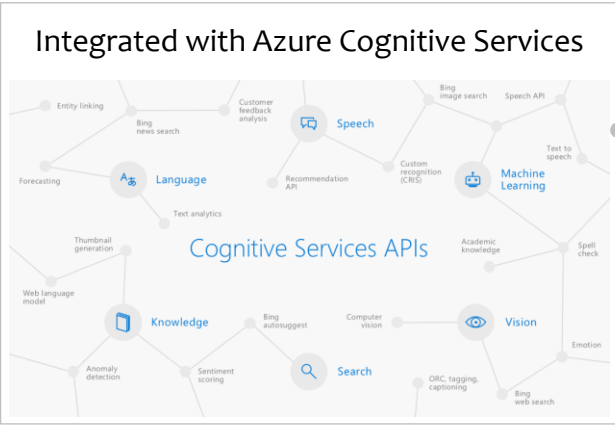 Integrated with Azure Cognitive Services
Bing
image search
Speech API
Entity linking
Customer
feedback
analysis
Bing
news search
Speech
Text to
speech
Custom
recognition
(CRIS)
Machine
Learning
Forecasting
Aあ
Language
Recommendation
API
Text analytics
Thumbnail
generation
Cognitive Services APIs
Academic
knowledge
Spell
check
Web language
model
Knowledge
Bing
autosuggest
Computer
vision
Vision
Emotion
Anomaly
detection
Sentiment
scoring
Search
ORC, tagging,
captioning
Bing
web search